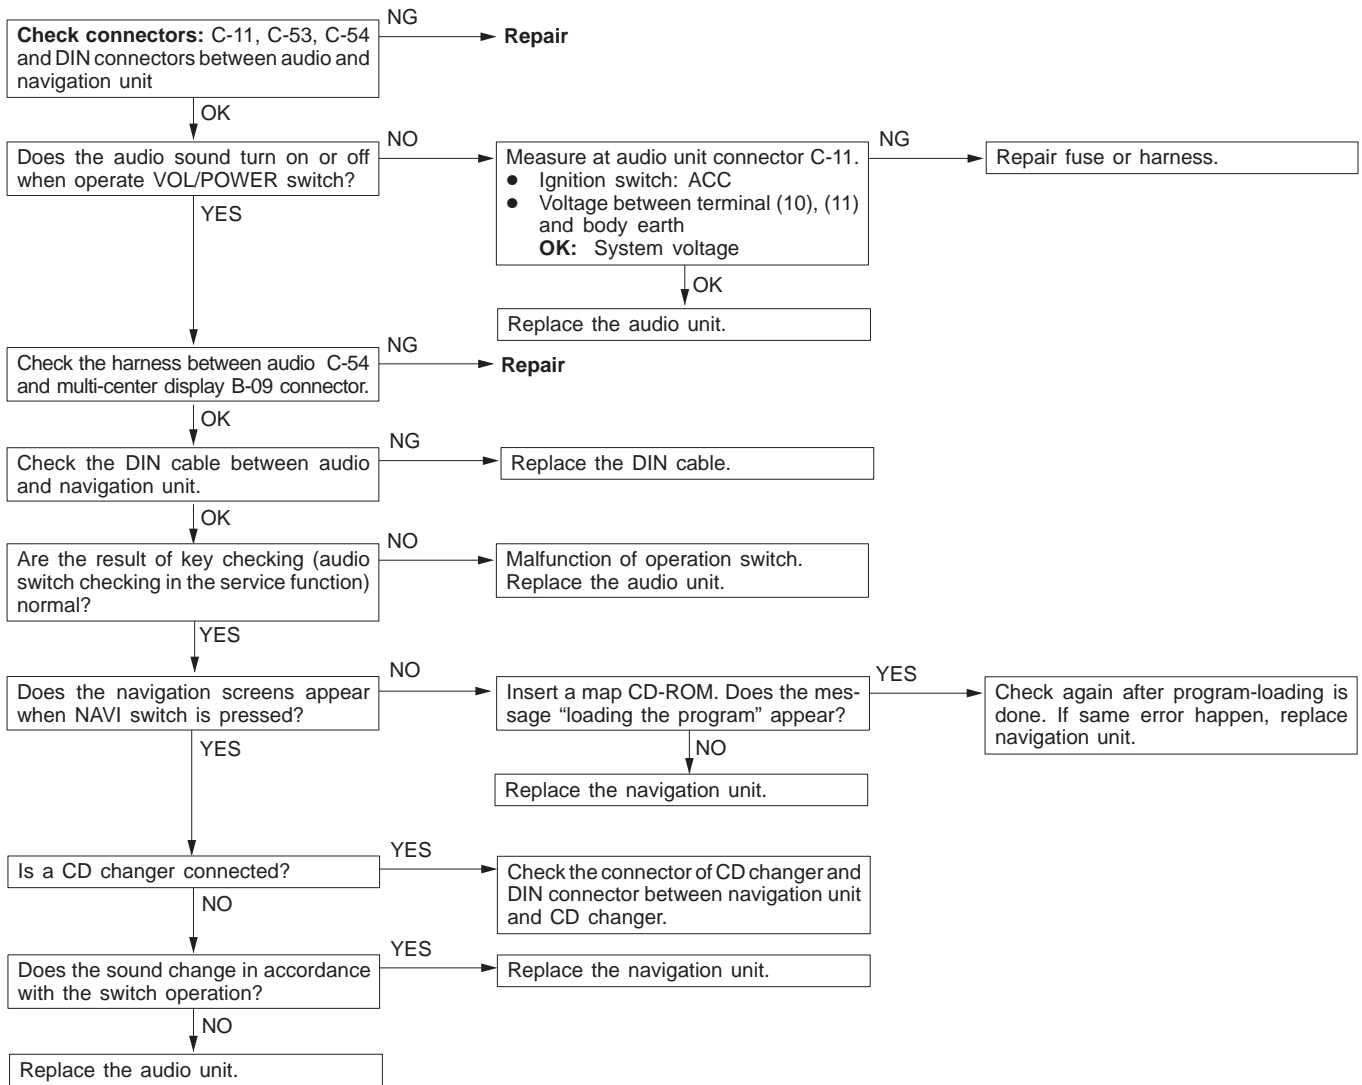 NG
Check connectors: C-11, C-53, C-54
and DIN connectors between audio and
navigation unit
Repair
OK
Does the audio sound turn on or off
when operate VOL/POWER switch?
NO
Measure at audio unit connector C-11.
● Ignition switch: ACC
● Voltage between terminal (10), (11)
and body earth
OK: System voltage
NG
Repair fuse or harness.
YES
OK
Replace the audio unit.
Check the harness between audio C-54
and multi-center display B-09 connector.
NG
Repair
OK
Check the DIN cable between audio
and navigation unit.
NG
Replace the DIN cable.
OK
Are the result of key checking (audio
switch checking in the service function)
normal?
NO
Malfunction of operation switch.
Replace the audio unit.
YES
Does the navigation screens appear
when NAVI switch is pressed?
NO
Insert a map CD-ROM. Does the mes-
sage “loading the program” appear?
YES
Check again after program-loading is
done. If same error happen, replace
navigation unit.
YES
NO
Replace the navigation unit.
Is a CD changer connected?
YES
Check the connector of CD changer and
DIN connector between navigation unit
and CD changer.
NO
Does the sound change in accordance
with the switch operation?
YES
Replace the navigation unit.
NO
Replace the audio unit.